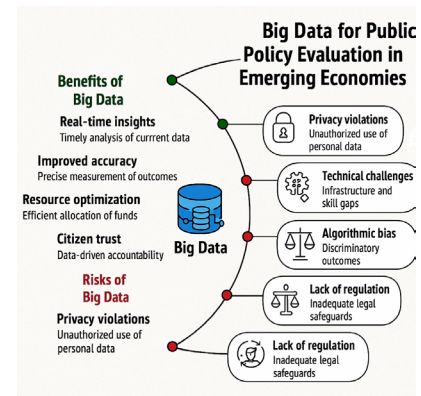 Big Data for Public
Policy Evaluation in
Emerging Economies
Benefits of
Big Data
Real-time insights
Timely analysis of currrent data
Improved accuracy
Precise measurement of outcomes
Resource optimization
Efficient allocation of funds
Citizen trust
Data-driven accountability
Risks of
Big Data
Privacy violations
Unauthorized use of
personal data
Big Data
Privacy violations
Unauthorized use of
personal data
Technical challenges
Infrastructure and
skill gaps
Algorithmic bias
Discriminatory
outcomes
Lack of regulation
Inadequate legal
safeguards
Lack of regulation
Inadequate legal
safeguards